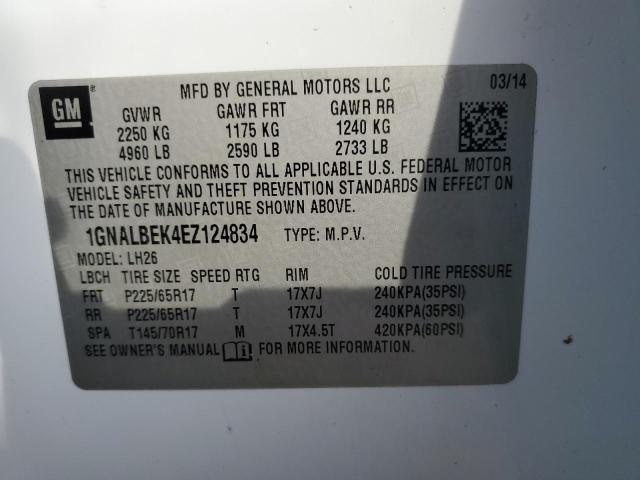 GM
®
MFD BY GENERAL MOTORS LLC 03/14
GVWR GAWR FRT GAWR RR
2250 KG 1175 KG 1240 KG
4960 LB 2590 LB 2733 LB
THIS VEHICLE CONFORMS TO ALL APPLICABLE U.S. FEDERAL MOTOR
VEHICLE SAFETY AND THEFT PREVENTION STANDARDS IN EFFECT ON
THE DATE OF MANUFACTURE SHOWN ABOVE.
1GNALBEK4EZ124834 TYPE: M.P.V.
MODEL: LH26
LBCH TIRE SIZE SPEED RTG RIM COLD TIRE PRESSURE
FRT P225/65R17 T 17X7J 240KPA(35PSI)
RR P225/65R17 T 17X7J 240KPA(35PSI)
SPA T145/70R17 M 17X4.5T 420KPA(60PSI)
SEE OWNER'S MANUAL i FOR MORE INFORMATION.